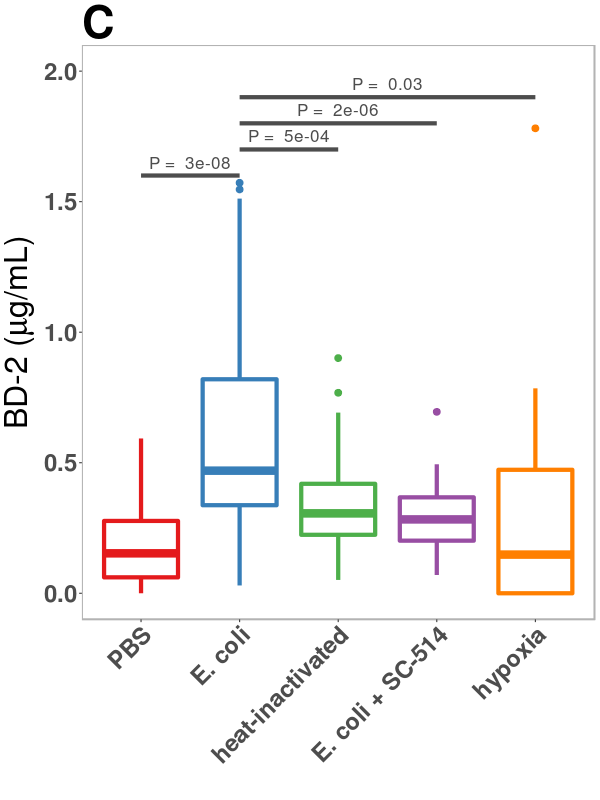 C
BD-2 (μg/mL)
2.0
1.5
1.0
0.5
0.0
P = 0.03
P = 2e-06
P = 5e-04
P = 3e-08
PBS
E. coli
heat-inactivated
E. coli + SC-514
hypoxia